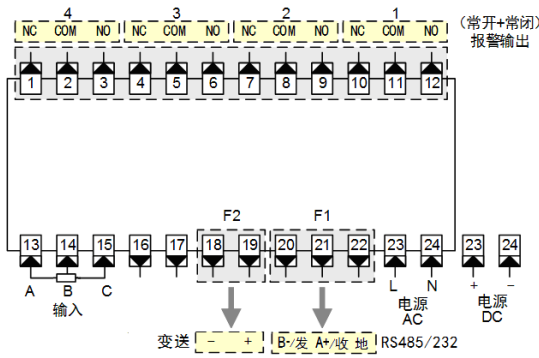 4 3 2 1
NC COM NO NC COM NO NC COM NO NC COM NO
（常开+常闭）
报警输出
1 2 3 4 5 6 7 8 9 10 11 12
F2 F1
13 14 15 16 17 18 19 20 21 22 23 24 23 24
A B C L N + −
输入 电源 电源
AC DC
变送 − + B-/发 A+/收 地 RS485/232